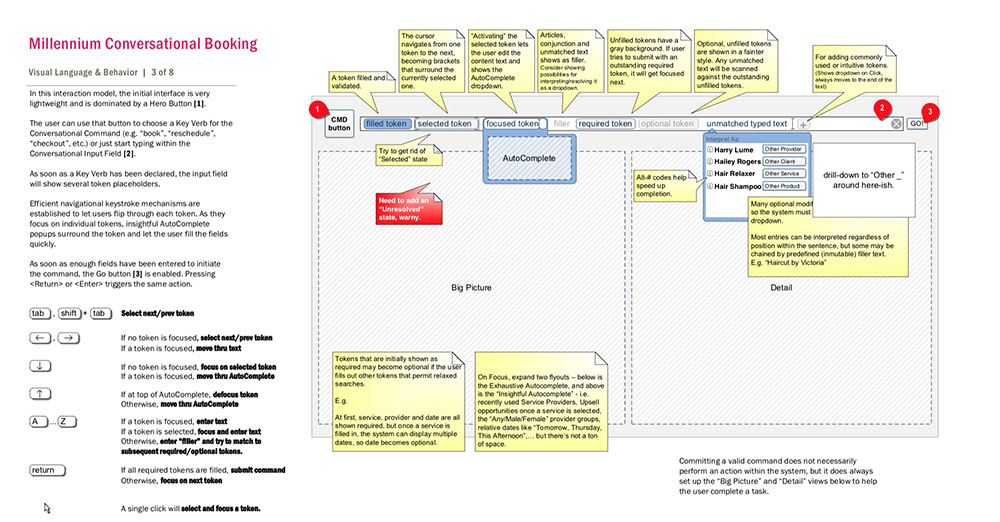 Millennium Conversational Booking
Visual Language & Behavior | 3 of 8
In this interaction model, the initial interface is very
lightweight and is dominated by a Hero Button [1].
The user can use that button to choose a Key Verb for the
Conversational Command (e.g. "book", "reschedule",
"checkout", etc.) or just start typing within the
Conversational Input Field [2].
As soon as a Key Verb has been declared, the input field
will show several token placeholders.
Efficient navigational keystroke mechanisms are
established to let users flip through each token. As they
focus on individual tokens, insightful AutoComplete
popups surround the token and let the user fill the fields
quickly.
As soon as enough fields have been entered to initiate
the command, the Go button [3] is enabled. Pressing
<Return> or <Enter> triggers the same action.
tab , shift + tab Select next/prev token
← , → If no token is focused, select next/prev token
If a token is focused, move thru text
↓ If no token is focused, focus on selected token
If a token is focused, move thru AutoComplete
↑ If at top of AutoComplete, defocus token
Otherwise, move thru AutoComplete
A ... Z If a token is focused, enter text
If a token is selected, focus and enter text
Otherwise, enter "filler" and try to match to
subsequent required/optional tokens.
return If all required tokens are filled, submit command
Otherwise, focus on next token
A single click will select and focus a token.
A token filled and
validated.
The cursor
navigates from one
token to the next,
becoming brackets
that surround the
currently selected
one.
"Activating" the
selected token lets
the user edit the
content text and
shows the
AutoComplete
dropdown.
Articles,
conjunction and
unmatched text
shows as filler.
Consider showing
possibilities for
interpreting/resolving it
as a dropdown.
Unfilled tokens have a
gray background. If user
tries to submit with an
outstanding required
token, it will get focused
next.
Optional, unfilled tokens
are shown in a fainter
style. Any unmatched
text will be scanned
against the outstanding
unfilled tokens.
For adding commonly
used or intuitive tokens.
(Shows dropdown on Click,
always moves to the end of the
text)
1
2
3
CMD
button
filled token
selected token
focused token
filler
required token
optional token
unmatched typed text
+
GO!
Try to get rid of
"Selected" state
AutoComplete
Need to add an
"Unresolved"
state, warny.
Alt-# codes help
speed up
completion.
Interpret As:
1 Harry Lume Other Provider
2 Hailey Rogers Other Client
3 Hair Relaxer Other Service
4 Hair Shampoo Other Product
drill-down to "Other _"
around here-ish.
Many optional modif
so the system must
dropdown.
Most entries can be interpreted regardless of
position within the sentence, but some may be
chained by predefined (inmutable) filler text.
E.g. "Haircut by Victoria"
Big Picture
Detail
Tokens that are initially shown as
required may become optional if the user
fills out other tokens that permit relaxed
searches.
E.g.
At first, service, provider and date are all
shown required, but once a service is
filled in, the system can display multiple
dates, so date becomes optional.
On Focus, expand two flyouts – below is
the Exhaustive Autocomplete, and above
is the "Insightful Autocomplete" - i.e.
recently used Service Providers, Upsell
opportunities once a service is selected,
the "Any/Male/Female" provider groups,
relative dates like "Tomorrow, Thursday,
This Afternoon",... but there's not a ton
of space.
Committing a valid command does not necessarily
perform an action within the system, but it does always
set up the "Big Picture" and "Detail" views below to help
the user complete a task.